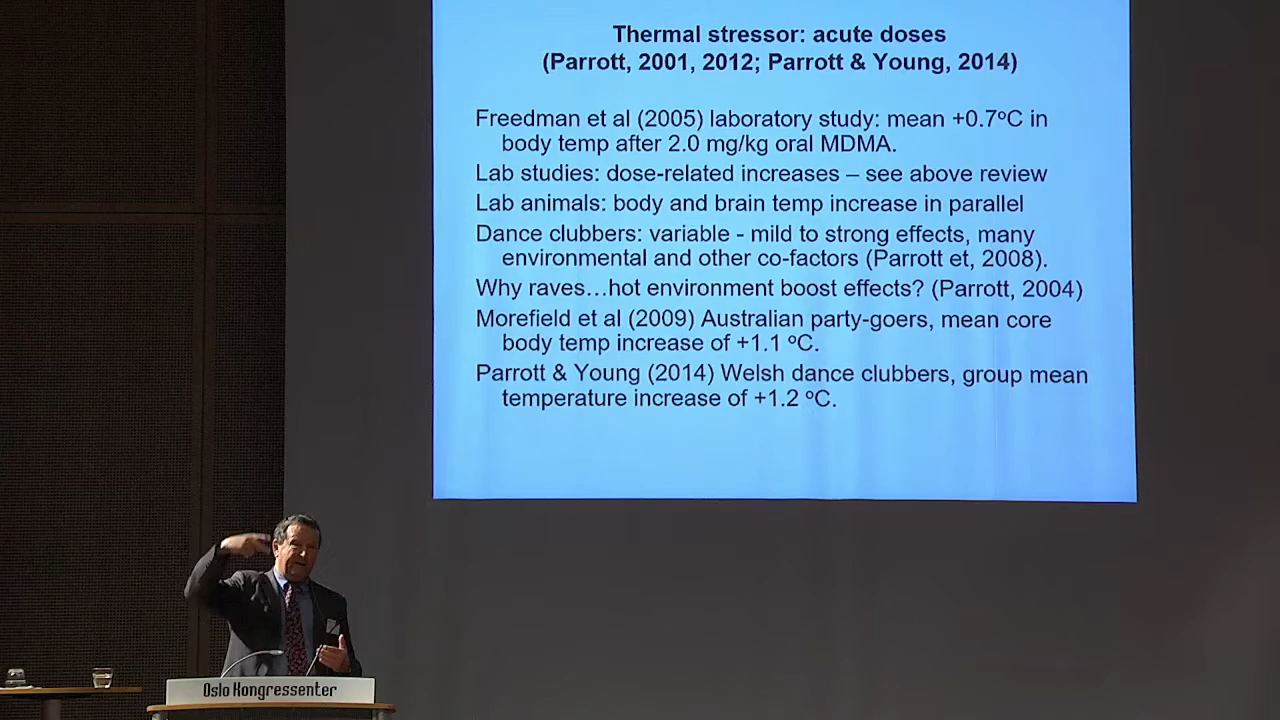 Thermal stressor: acute doses
(Parrott, 2001, 2012; Parrott & Young, 2014)
Freedman et al (2005) laboratory study: mean +0.7ºC in
body temp after 2.0 mg/kg oral MDMA.
Lab studies: dose-related increases – see above review
Lab animals: body and brain temp increase in parallel
Dance clubbers: variable - mild to strong effects, many
environmental and other co-factors (Parrott et, 2008).
Why raves…hot environment boost effects? (Parrott, 2004)
Morefield et al (2009) Australian party-goers, mean core
body temp increase of +1.1 ºC.
Parrott & Young (2014) Welsh dance clubbers, group mean
temperature increase of +1.2 ºC.
Oslo Kongressenter